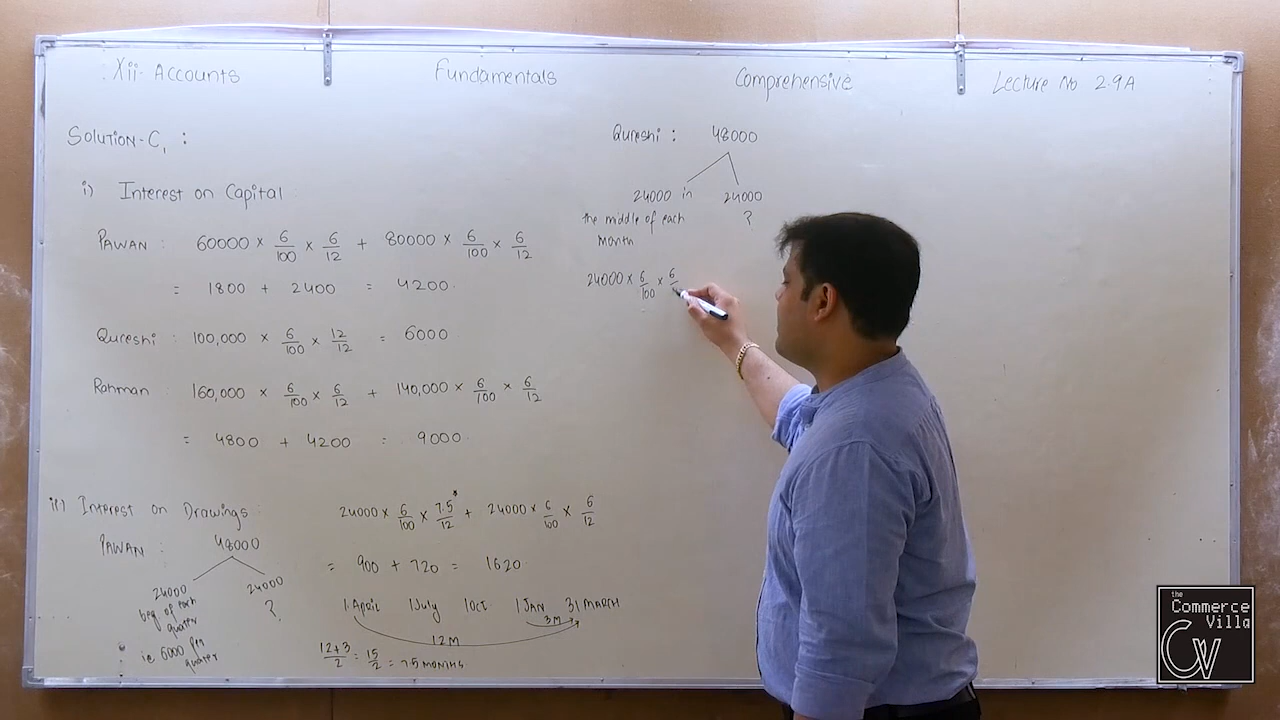 Xii. Accounts Fundamentals Comprehensive Lecture No 2.9A
Solution-C1 :
i) Interest on Capital
Pawan : 60000 × 6/100 × 6/12 + 80000 × 6/100 × 6/12
= 1800 + 2400 = 4200.
Qureshi : 100,000 × 6/100 × 12/12 = 6000
Rahman : 160,000 × 6/100 × 6/12 + 140,000 × 6/100 × 6/12
= 4800 + 4200 = 9000.
ii) Interest on Drawings :
PAWAN : 48000
24000 24000
beg of each ?
quater
ie 6000 per
quater
24000 × 6/100 × 7.5*/12 + 24000 × 6/100 × 6/12
= 900 + 720 = 1620.
1 April 1 July 1 Oct 1 JAN 31 MARCH
3M
12M
12+3/2 = 15/2 = 7.5 MONTHS
Qureshi : 48000
24000 in 24000
the middle of each ?
month
24000 × 6/100 × 6
the
Commerce
Villa
CV